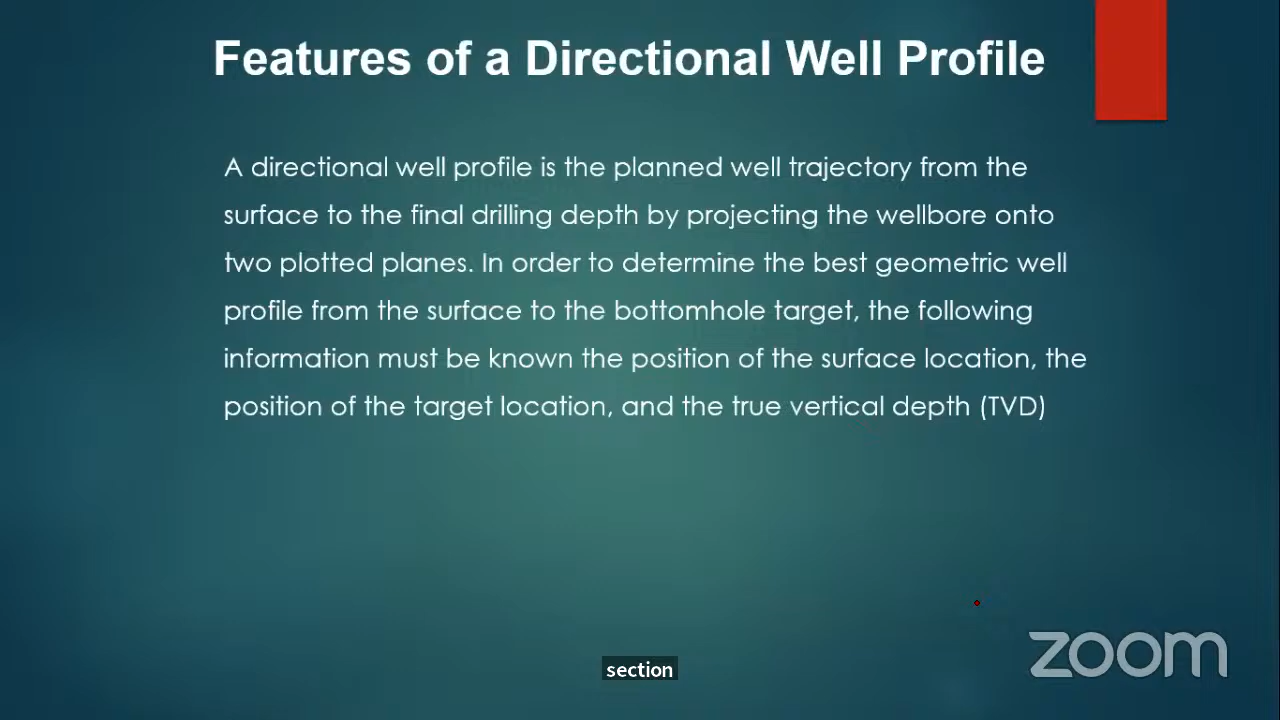 Features of a Directional Well Profile
A directional well profile is the planned well trajectory from the
surface to the final drilling depth by projecting the wellbore onto
two plotted planes. In order to determine the best geometric well
profile from the surface to the bottomhole target, the following
information must be known the position of the surface location, the
position of the target location, and the true vertical depth (TVD)
section
zoom